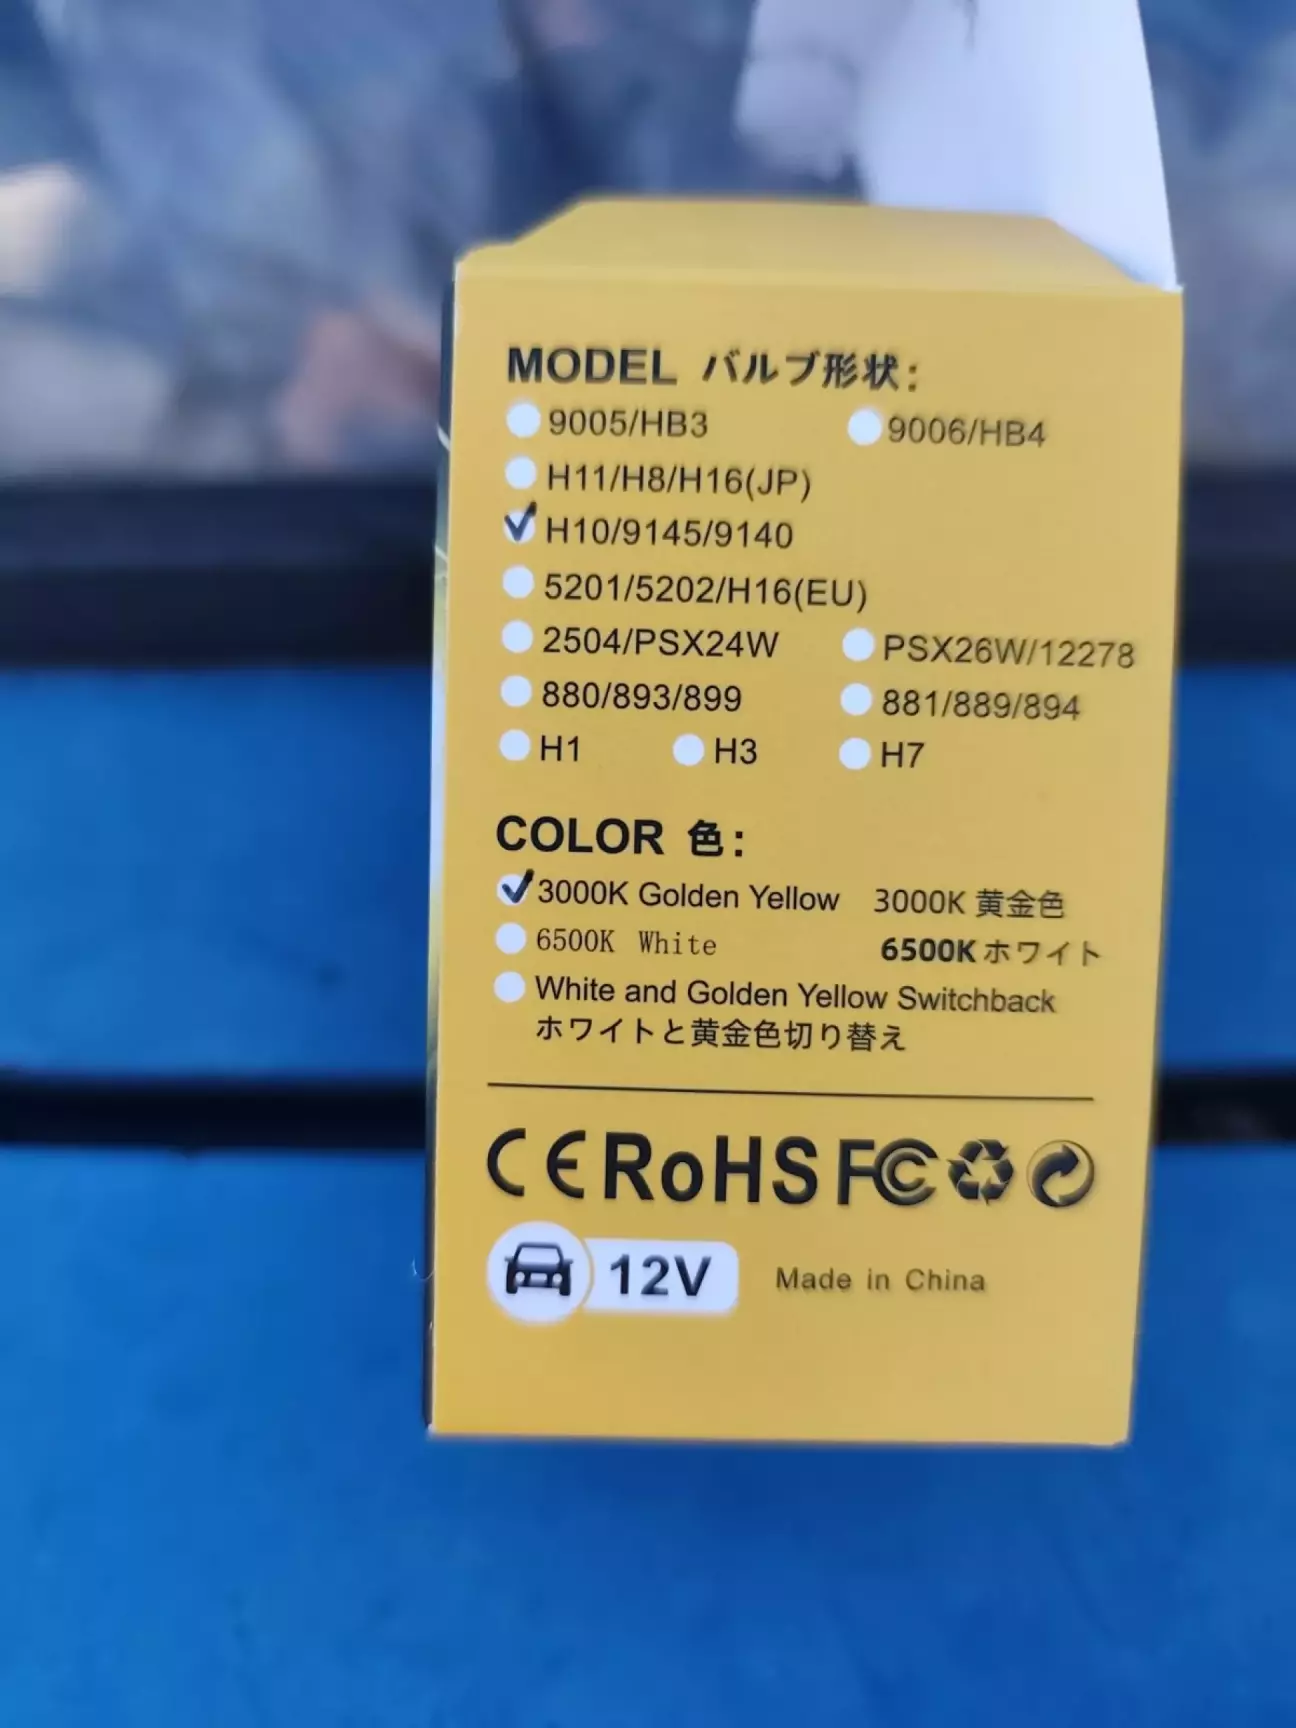 MODEL バルブ形状:
9005/HB3 9006/HB4
H11/H8/H16(JP)
H10/9145/9140
5201/5202/H16(EU)
2504/PSX24W PSX26W/12278
880/893/899 881/889/894
H1 H3 H7
COLOR 色:
3000K Golden Yellow 3000K 黄金色
6500K White 6500K ホワイト
White and Golden Yellow Switchback
ホワイトと黄金色切り替え
CE RoHS FC
12V Made in China